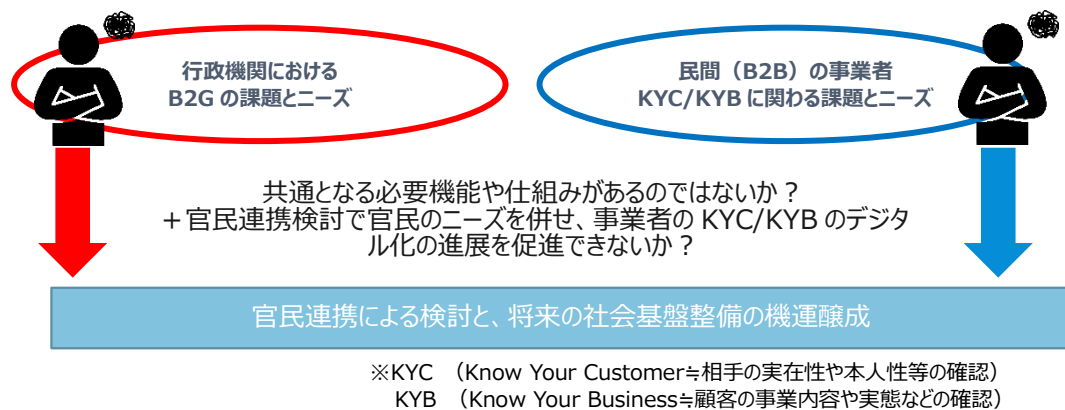 行政機関における
B2G の課題とニーズ
民間（B2B）の事業者
KYC/KYB に関わる課題とニーズ
共通となる必要機能や仕組みがあるのではないか？
＋官民連携検討で官民のニーズを併せ、事業者の KYC/KYB のデジタ
ル化の進展を促進できないか？
官民連携による検討と、将来の社会基盤整備の機運醸成
※KYC （Know Your Customer≒相手の実在性や本人性等の確認）
KYB （Know Your Business≒顧客の事業内容や実態などの確認）